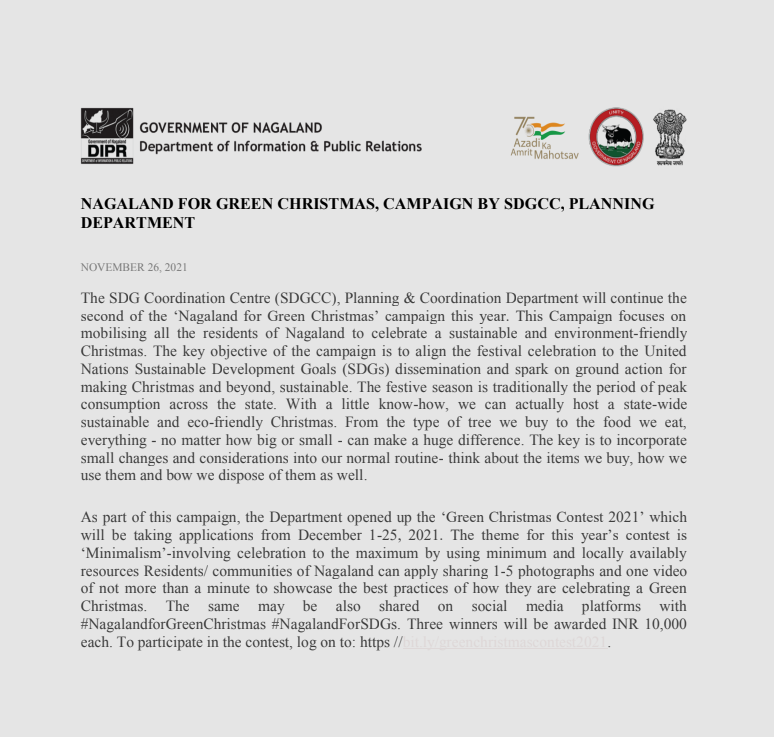 Government of Nagaland
DIPR
GOVERNMENT OF NAGALAND
Department of Information & Public Relations
75
Azadi Ka
Amrit Mahotsav
UNITY
GOVERNMENT OF NAGALAND
सत्यमेव जयते
NAGALAND FOR GREEN CHRISTMAS, CAMPAIGN BY SDGCC, PLANNING
DEPARTMENT
NOVEMBER 26, 2021
The SDG Coordination Centre (SDGCC), Planning & Coordination Department will continue the
second of the ‘Nagaland for Green Christmas’ campaign this year. This Campaign focuses on
mobilising all the residents of Nagaland to celebrate a sustainable and environment-friendly
Christmas. The key objective of the campaign is to align the festival celebration to the United
Nations Sustainable Development Goals (SDGs) dissemination and spark on ground action for
making Christmas and beyond, sustainable. The festive season is traditionally the period of peak
consumption across the state. With a little know-how, we can actually host a state-wide
sustainable and eco-friendly Christmas. From the type of tree we buy to the food we eat,
everything - no matter how big or small - can make a huge difference. The key is to incorporate
small changes and considerations into our normal routine- think about the items we buy, how we
use them and bow we dispose of them as well.
As part of this campaign, the Department opened up the ‘Green Christmas Contest 2021’ which
will be taking applications from December 1-25, 2021. The theme for this year’s contest is
‘Minimalism’-involving celebration to the maximum by using minimum and locally availably
resources Residents/ communities of Nagaland can apply sharing 1-5 photographs and one video
of not more than a minute to showcase the best practices of how they are celebrating a Green
Christmas. The same may be also shared on social media platforms with
#NagalandforGreenChristmas #NagalandForSDGs. Three winners will be awarded INR 10,000
each. To participate in the contest, log on to: https //bit.ly/greenchristmascontest2021.